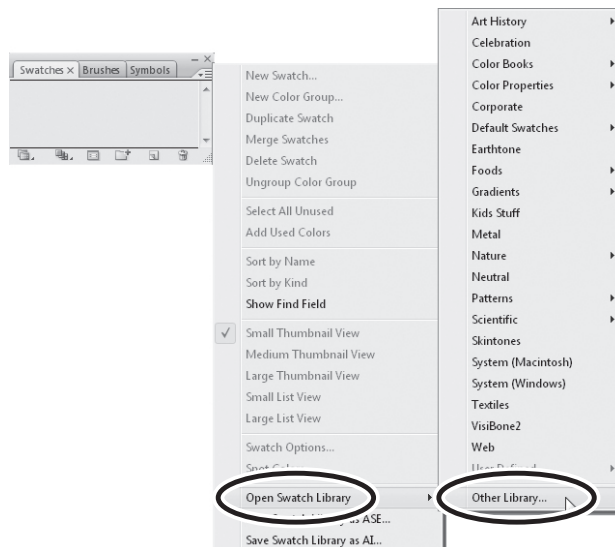 Swatches × Brushes Symbols
New Swatch...
New Color Group...
Duplicate Swatch
Merge Swatches
Delete Swatch
Ungroup Color Group
Select All Unused
Add Used Colors
Sort by Name
Sort by Kind
Show Find Field
Small Thumbnail View
Medium Thumbnail View
Large Thumbnail View
Small List View
Large List View
Swatch Options...
Open Swatch Library
as ASE...
Save Swatch Library as AI...
Art History
Celebration
Color Books
Color Properties
Corporate
Default Swatches
Earthtone
Foods
Gradients
Kids Stuff
Metal
Nature
Neutral
Patterns
Scientific
Skintones
System (Macintosh)
System (Windows)
Textiles
VisiBone2
Web
User Defined
Other Library...